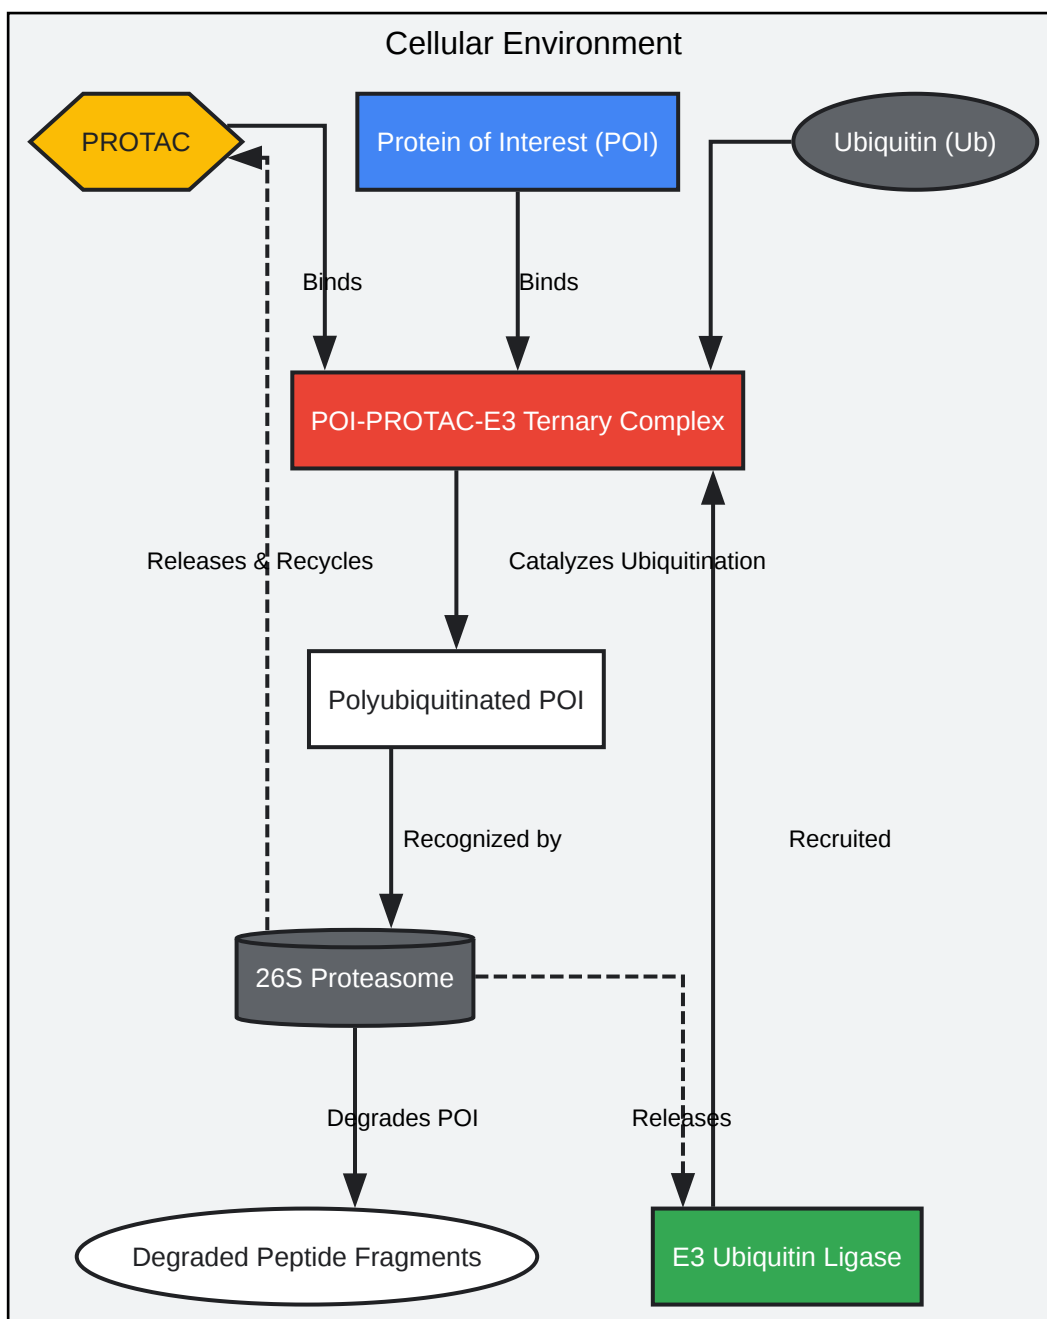 Cellular Environment
PROTAC
Protein of Interest (POI)
Ubiquitin (Ub)
Binds
Binds
POI-PROTAC-E3 Ternary Complex
Releases & Recycles
Catalyzes Ubiquitination
Polyubiquitinated POI
Recognized by
Recruited
26S Proteasome
Degrades POI
Releases
Degraded Peptide Fragments
E3 Ubiquitin Ligase